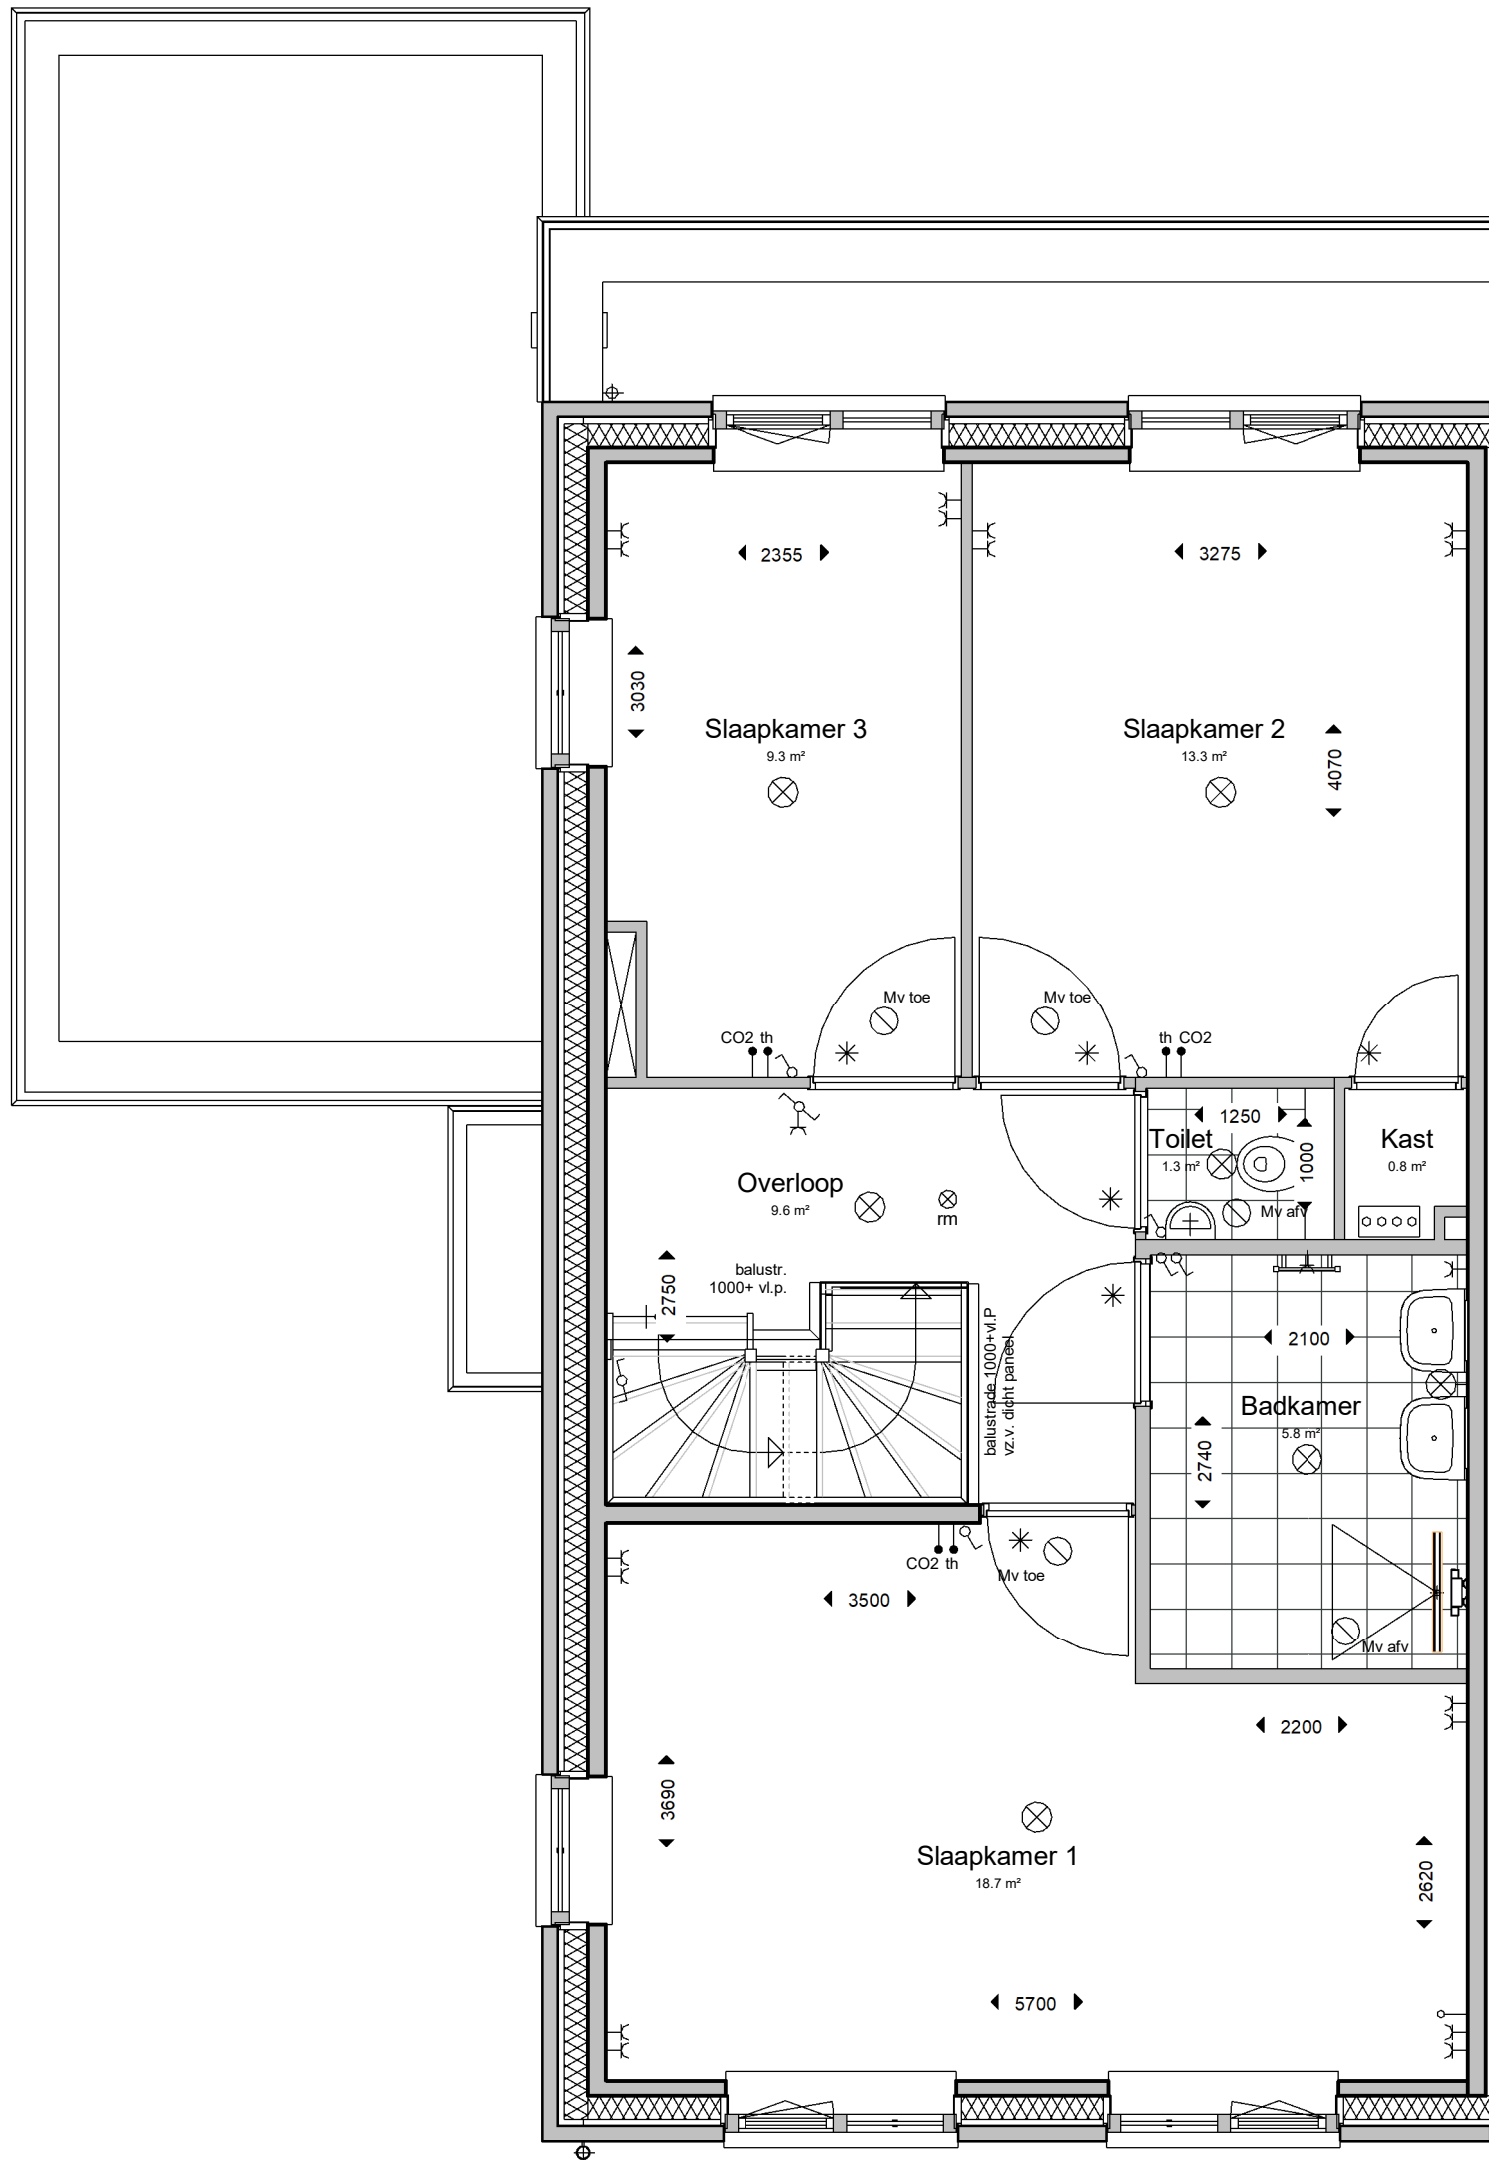 2355
3275
3030
Slaapkamer 3
9.3 m²
Slaapkamer 2
13.3 m²
4070
Mv toe
Mv toe
CO2 th
th CO2
1250
Toilet
1.3 m²
1000
Kast
0.8 m²
Overloop
9.6 m²
rm
Mv afv
balustr.
1000+ vl.p.
2750
balustrade 1000+vl.P
vz.v. dicht paneel
2100
Badkamer
5.8 m²
2740
CO2 th
Mv toe
3500
Mv afv
2200
3690
Slaapkamer 1
18.7 m²
2620
5700